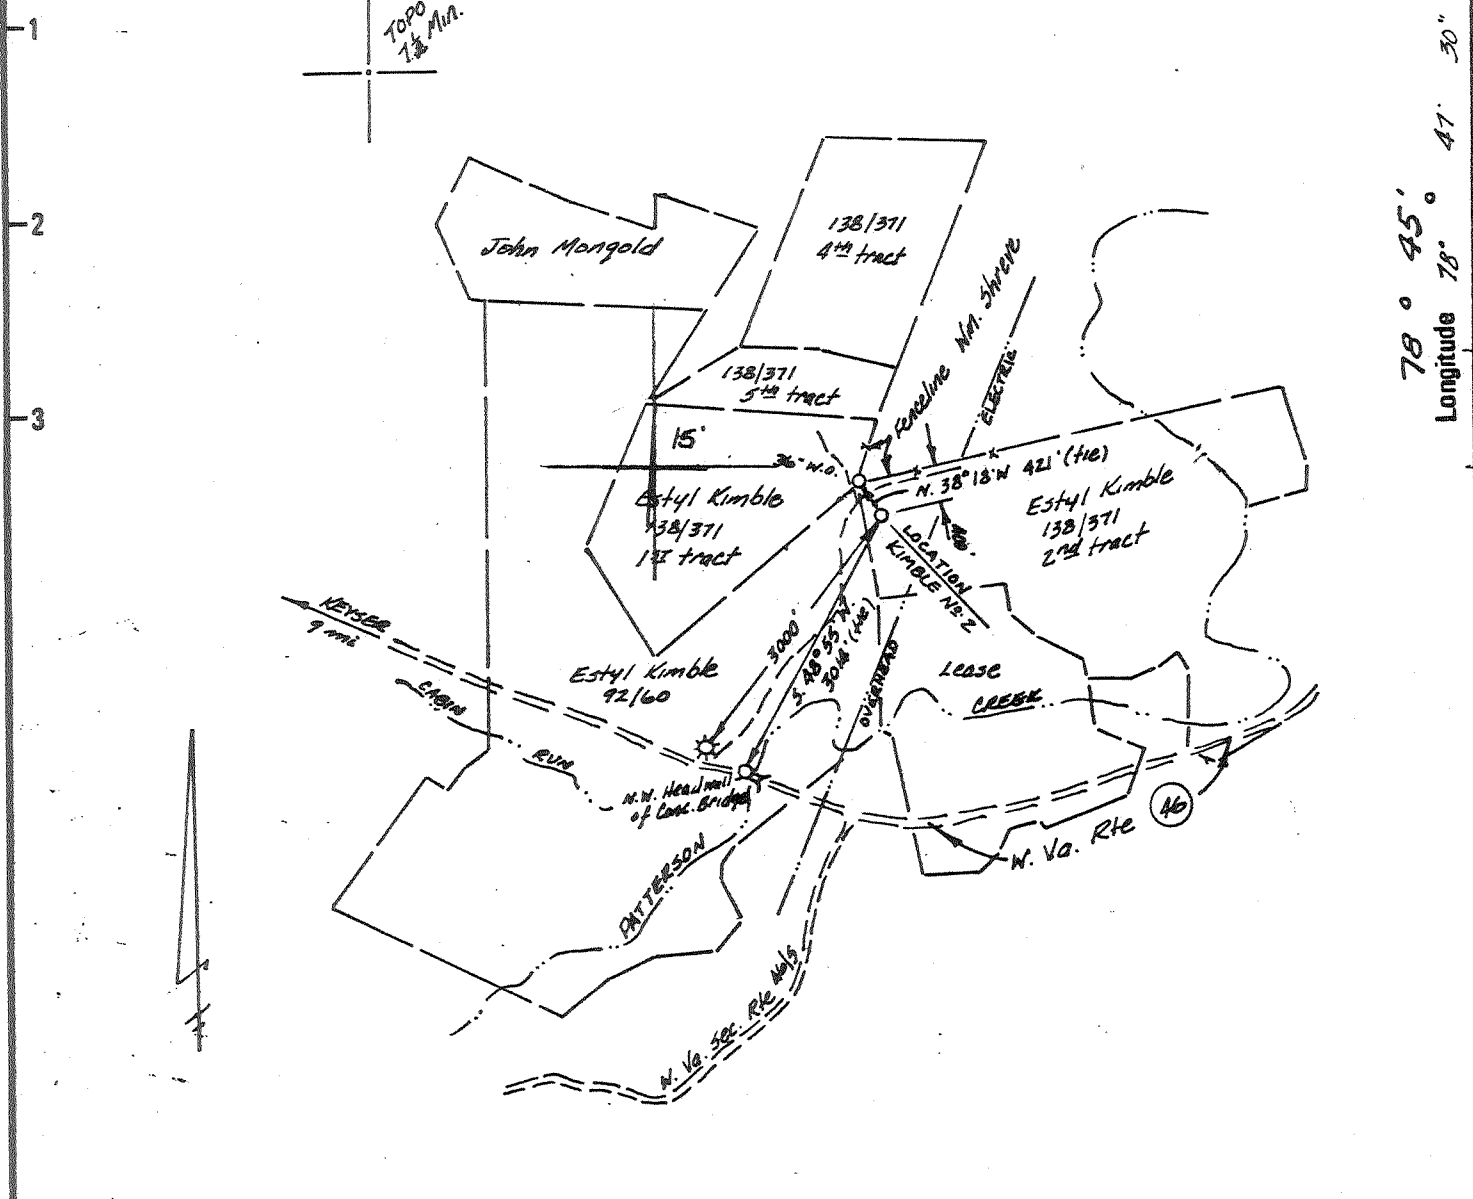 1
TOPO
7½ Min.
2
3
78° 45'
Longitude 78° 47' 30"
John Mongold
138/371
4th tract
Wm. Shreve
Fenceline
ELECTRIC
138/371
5th tract
15'
36" W.O.
N. 38° 18' W 421' (tie)
Estyl Kimble
138/371
1st tract
Estyl Kimble
138/371
2nd tract
LOCATION
KIMBLE No. 2
KEYSER
9 mi
3000'
S. 48° 55' W.
3014' (tie)
OVERHEAD
Lease
CREEK
Estyl Kimble
92/60
CABIN
RUN
N.W. Headwall
of Conc. Bridge
46
W. Va. Rte
PATTERSON
W. Va. Sec. Rte 46/5